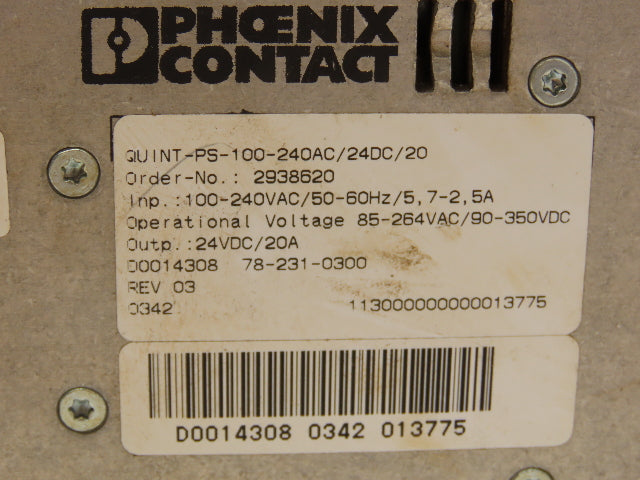 PHŒNIX
CONTACT
QUINT-PS-100-240AC/24DC/20
Order-No.: 2938620
Inp.:100-240VAC/50-60Hz/5,7-2,5A
Operational Voltage 85-264VAC/90-350VDC
Outp.:24VDC/20A
D0014308 78-231-0300
REV 03
0342 113000000000013775
D0014308 0342 013775